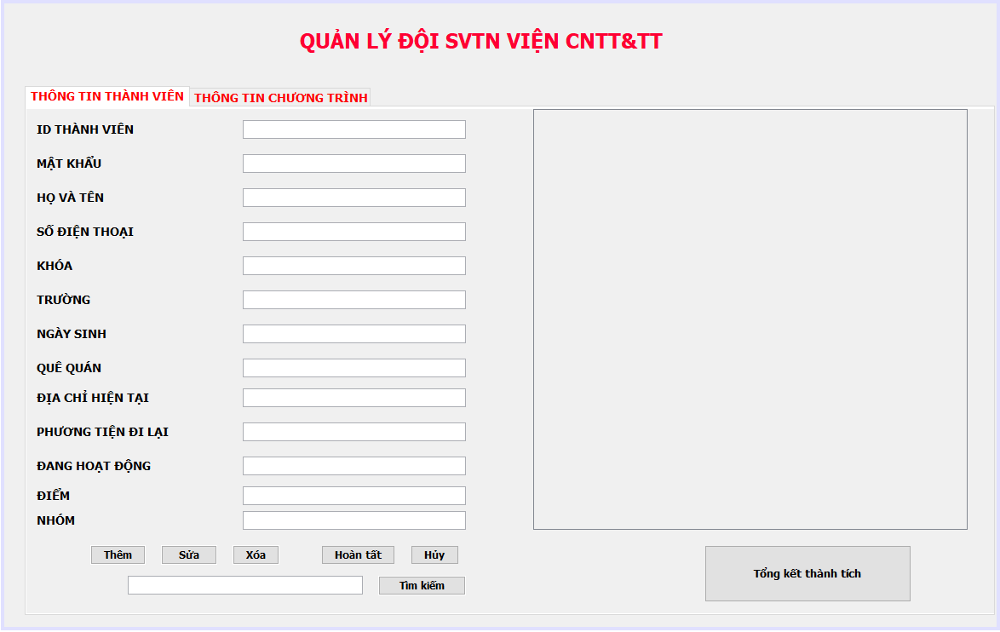 QUẢN LÝ ĐỘI SVTN VIỆN CNTT&TT
THÔNG TIN THÀNH VIÊN
THÔNG TIN CHƯƠNG TRÌNH
ID THÀNH VIÊN
MẬT KHẨU
HỌ VÀ TÊN
SỐ ĐIỆN THOẠI
KHÓA
TRƯỜNG
NGÀY SINH
QUÊ QUÁN
ĐỊA CHỈ HIỆN TẠI
PHƯƠNG TIỆN ĐI LẠI
ĐANG HOẠT ĐỘNG
ĐIỂM
NHÓM
Thêm Sửa Xóa Hoàn tất Hủy
Tìm kiếm
Tổng kết thành tích